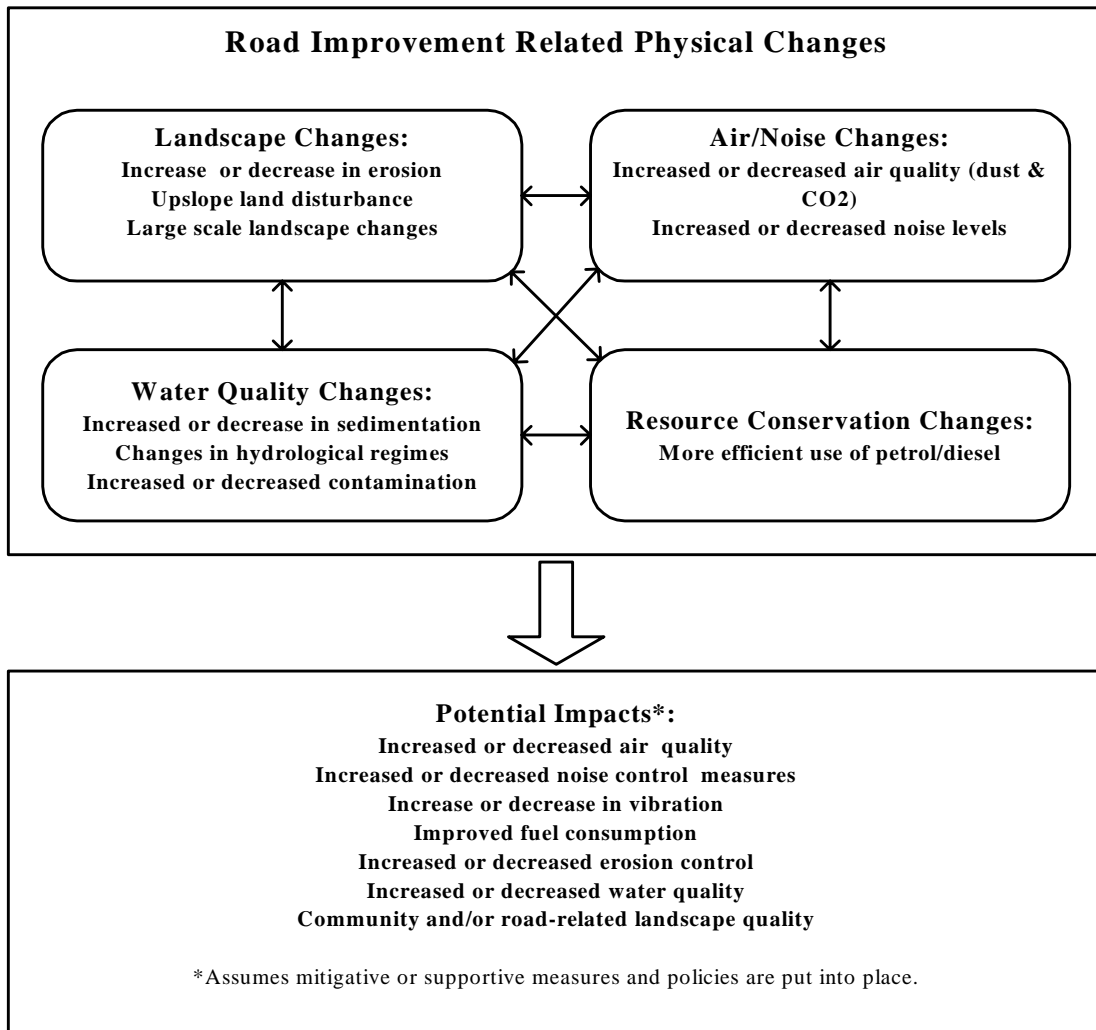 Road Improvement Related Physical Changes
Landscape Changes:
Increase or decrease in erosion
Upslope land disturbance
Large scale landscape changes
Air/Noise Changes:
Increased or decreased air quality (dust &
CO2)
Increased or decreased noise levels
Water Quality Changes:
Increased or decrease in sedimentation
Changes in hydrological regimes
Increased or decreased contamination
Resource Conservation Changes:
More efficient use of petrol/diesel
Potential Impacts*:
Increased or decreased air quality
Increased or decreased noise control measures
Increase or decrease in vibration
Improved fuel consumption
Increased or decreased erosion control
Increased or decreased water quality
Community and/or road-related landscape quality
*Assumes mitigative or supportive measures and policies are put into place.